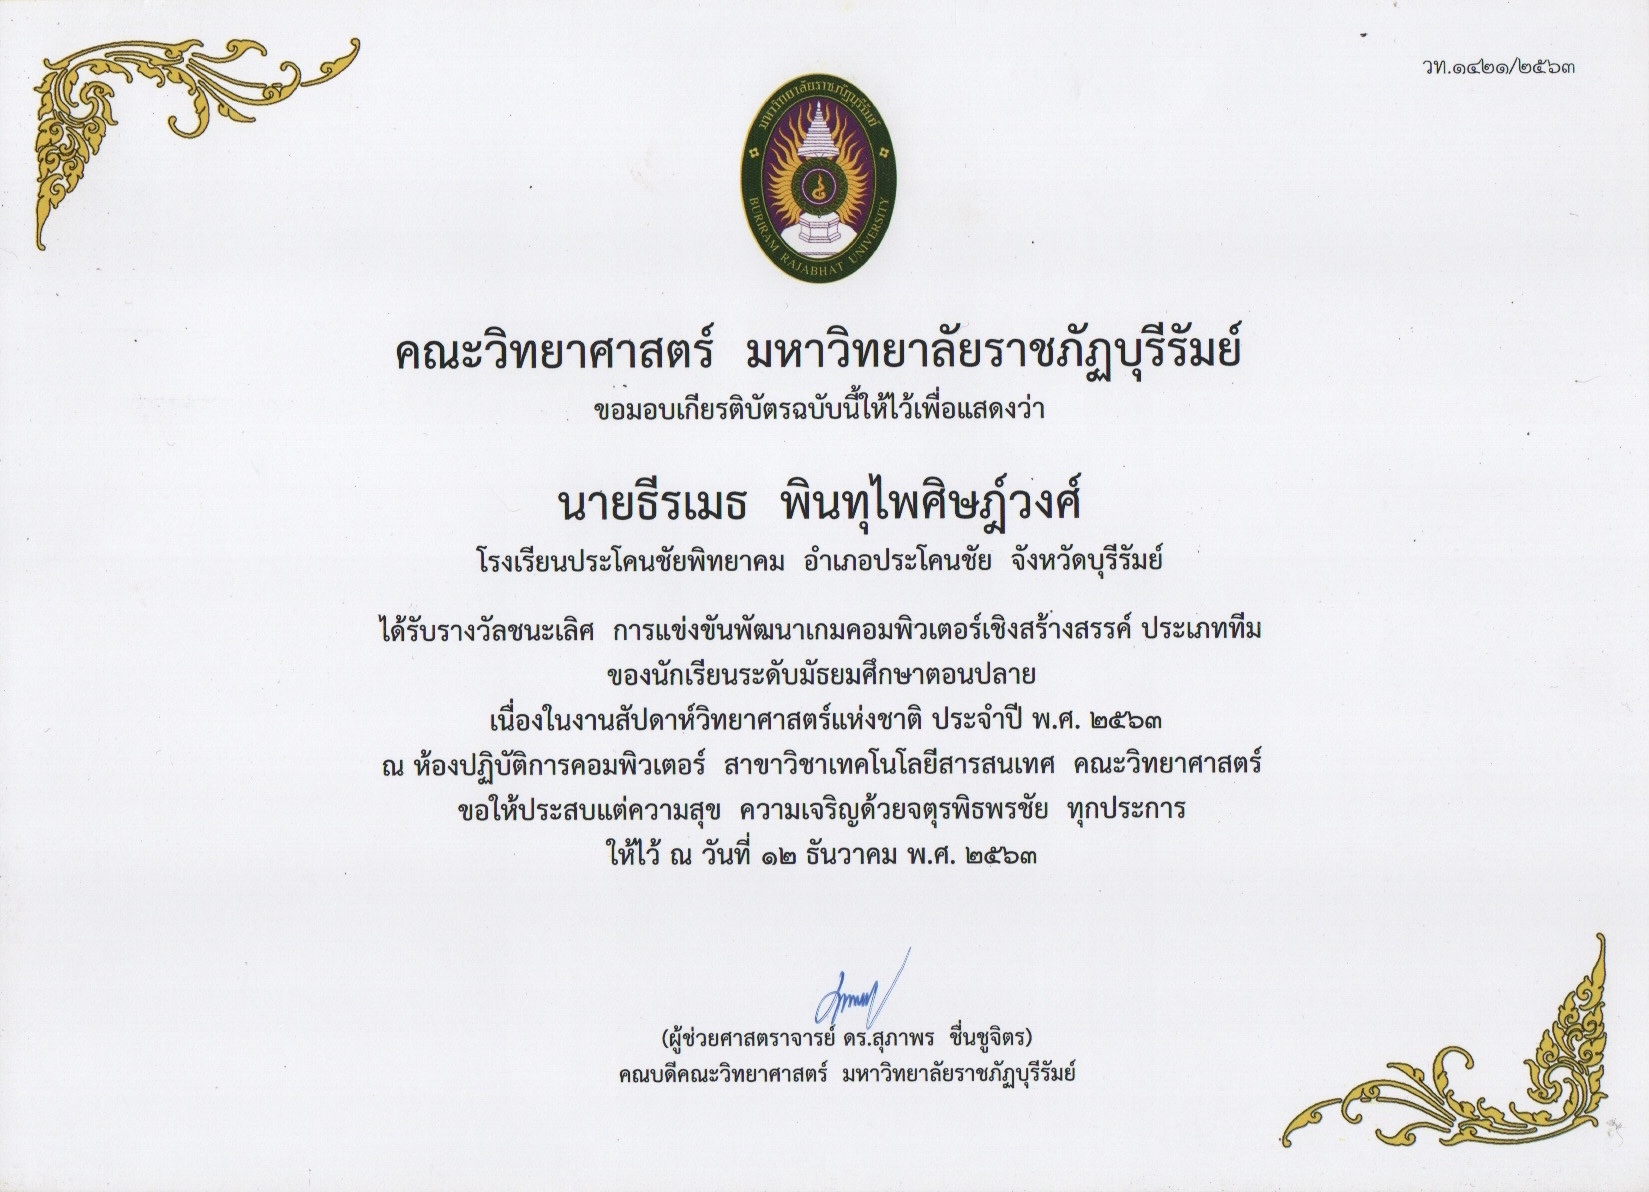 วท.๑๔๒๑/๒๕๖๓
มหาวิทยาลัยราชภัฏบุรีรัมย์
BURIRAM RAJABHAT UNIVERSITY
คณะวิทยาศาสตร์ มหาวิทยาลัยราชภัฏบุรีรัมย์
ขอมอบเกียรติบัตรฉบับนี้ให้ไว้เพื่อแสดงว่า
นายธีรเมธ พินทุไพศิษฎ์วงศ์
โรงเรียนประโคนชัยพิทยาคม อำเภอประโคนชัย จังหวัดบุรีรัมย์
ได้รับรางวัลชนะเลิศ การแข่งขันพัฒนาเกมคอมพิวเตอร์เชิงสร้างสรรค์ ประเภททีม
ของนักเรียนระดับมัธยมศึกษาตอนปลาย
เนื่องในงานสัปดาห์วิทยาศาสตร์แห่งชาติ ประจำปี พ.ศ. ๒๕๖๓
ณ ห้องปฏิบัติการคอมพิวเตอร์ สาขาวิชาเทคโนโลยีสารสนเทศ คณะวิทยาศาสตร์
ขอให้ประสบแต่ความสุข ความเจริญด้วยจตุรพิธพรชัย ทุกประการ
ให้ไว้ ณ วันที่ ๑๒ ธันวาคม พ.ศ. ๒๕๖๓
(ผู้ช่วยศาสตราจารย์ ดร.สุภาพร ชื่นชูจิตร)
คณบดีคณะวิทยาศาสตร์ มหาวิทยาลัยราชภัฏบุรีรัมย์